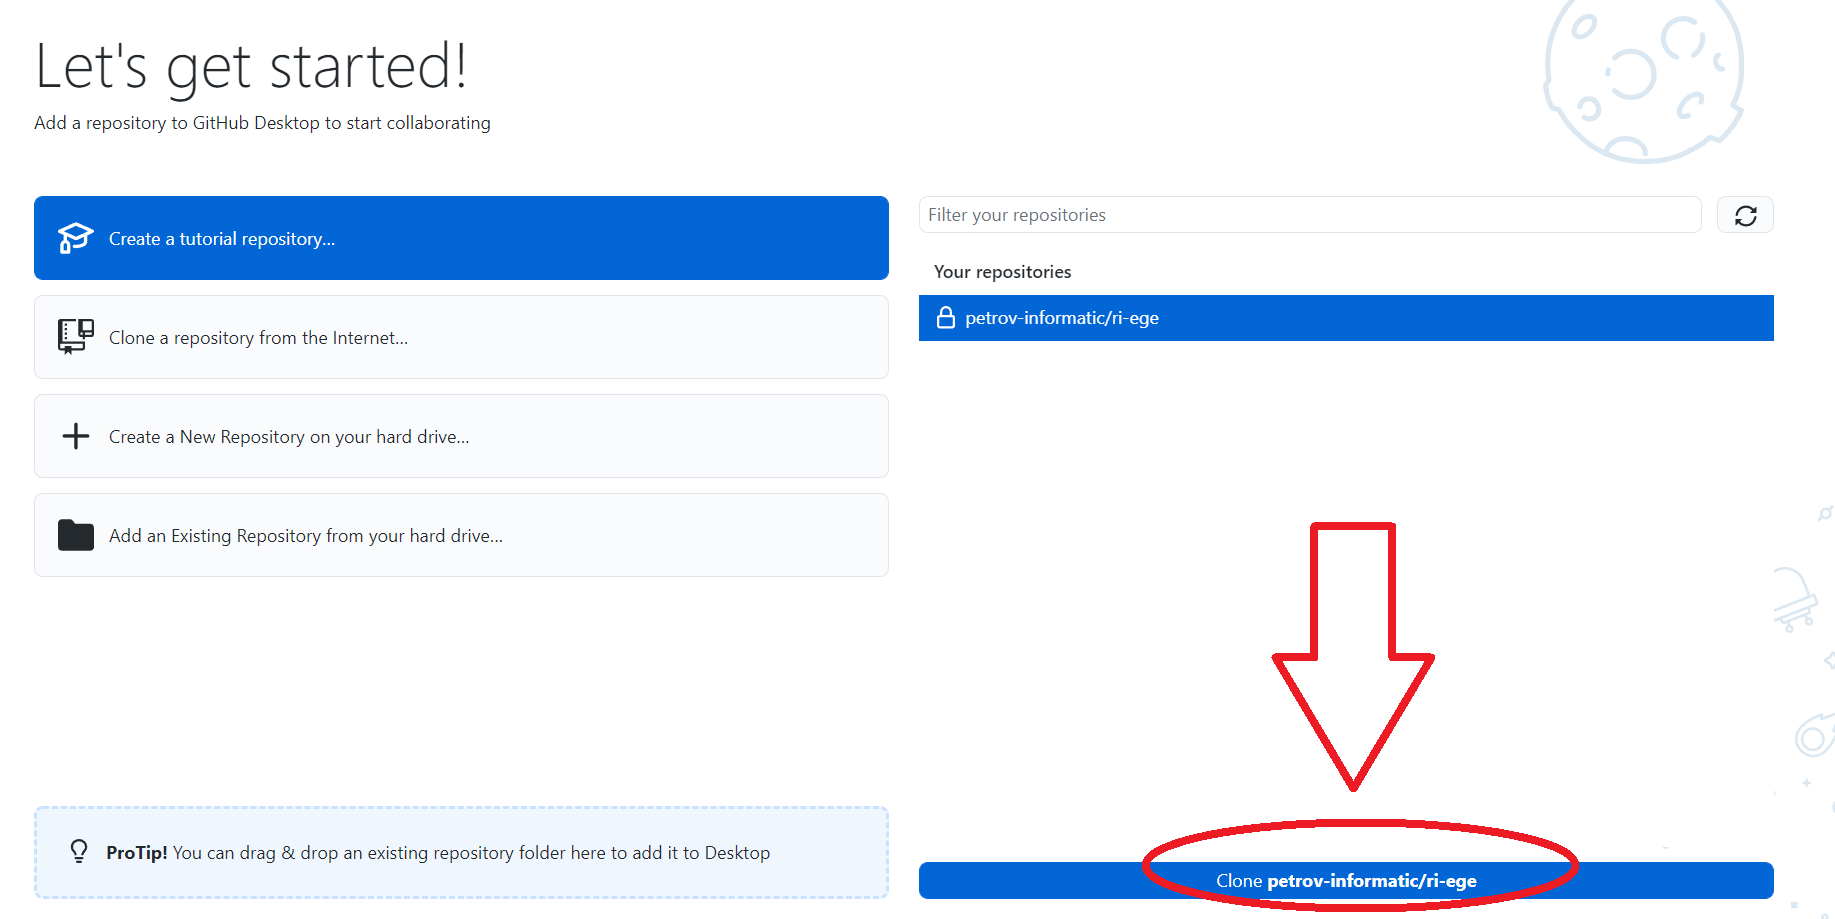 Let's get started!
Add a repository to GitHub Desktop to start collaborating
Create a tutorial repository...
Clone a repository from the Internet...
Create a New Repository on your hard drive...
Add an Existing Repository from your hard drive...
ProTip! You can drag & drop an existing repository folder here to add it to Desktop
Filter your repositories
Your repositories
petrov-informatic/ri-ege
Clone petrov-informatic/ri-ege